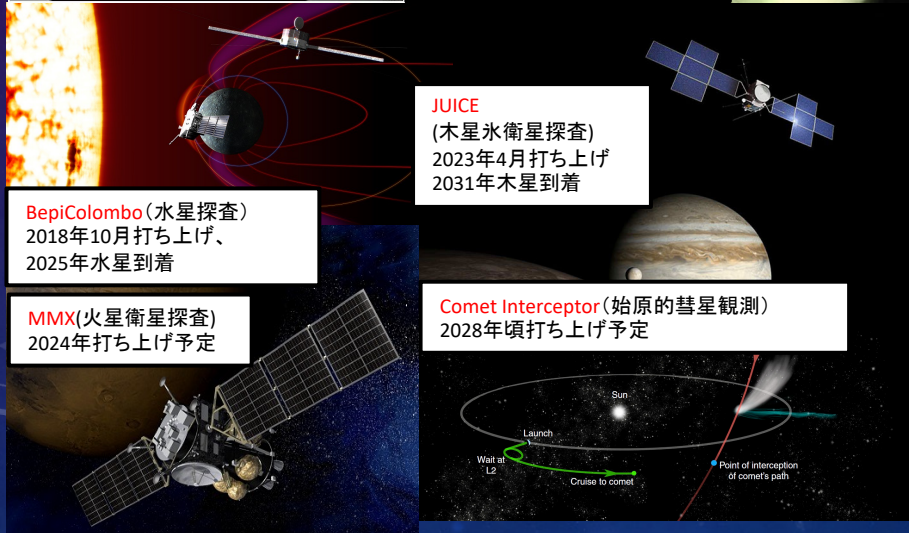 JUICE
(木星氷衛星探査)
2023年4月打ち上げ
2031年木星到着
BepiColombo（水星探査）
2018年10月打ち上げ、
2025年水星到着
MMX(火星衛星探査)
2024年打ち上げ予定
Comet Interceptor（始原的彗星観測）
2028年頃打ち上げ予定
Sun
Launch
Wait at
L2
Cruise to comet
Point of interception
of comet's path